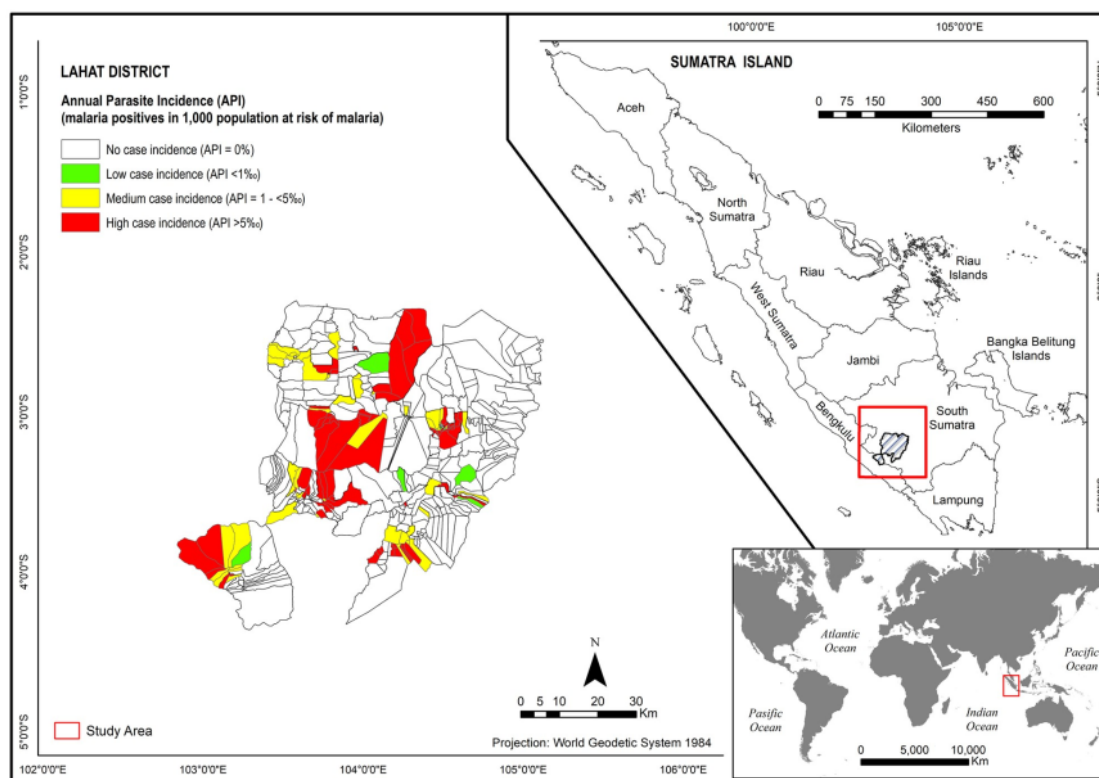 LAHAT DISTRICT
Annual Parasite Incidence (API)
(malaria positives in 1,000 population at risk of malaria)
No case incidence (API = 0%)
Low case incidence (API <1‰)
Medium case incidence (API = 1 - <5‰)
High case incidence (API >5‰)
1°0'0"S
2°0'0"S
3°0'0"S
4°0'0"S
5°0'0"S
N
0 5 10 20 30
Km
Study Area
Projection: World Geodetic System 1984
102°0'0"E 103°0'0"E 104°0'0"E 105°0'0"E 106°0'0"E
100°0'0"E 105°0'0"E
SUMATRA ISLAND
0 75 150 300 450 600
Kilometers
Aceh
North
Sumatra
Riau
Riau
Islands
West Sumatra
Jambi
Bangka Belitung
Islands
Bengkulu
South
Sumatra
Lampung
Atlantic
Ocean
Pacific
Ocean
Pasific
Ocean
Indian
Ocean
0 5,000 10,000
Km